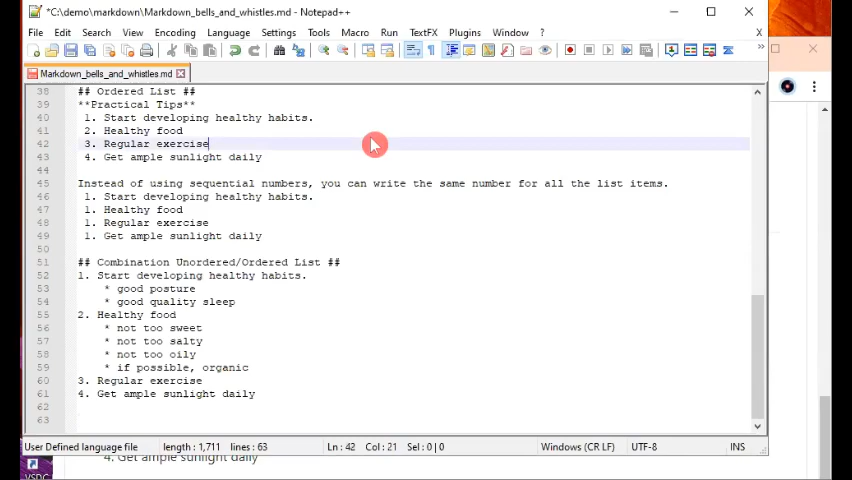 *C:\demo\markdown\Markdown_bells_and_whistles.md - Notepad++
File Edit Search View Encoding Language Settings Tools Macro Run TextFX Plugins Window ? X
Markdown_bells_and_whistles.md
38 ## Ordered List ##
39 **Practical Tips**
40 1. Start developing healthy habits.
41 2. Healthy food
42 3. Regular exercise
43 4. Get ample sunlight daily
44
45 Instead of using sequential numbers, you can write the same number for all the list items.
46 1. Start developing healthy habits.
47 1. Healthy food
48 1. Regular exercise
49 1. Get ample sunlight daily
50
51 ## Combination Unordered/Ordered List ##
52 1. Start developing healthy habits.
53 * good posture
54 * good quality sleep
55 2. Healthy food
56 * not too sweet
57 * not too salty
58 * not too oily
59 * if possible, organic
60 3. Regular exercise
61 4. Get ample sunlight daily
62
63
User Defined language file length : 1,711 lines : 63 Ln : 42 Col : 21 Sel : 0 | 0 Windows (CR LF) UTF-8 INS
4. Get ample sunlight daily
VSDC